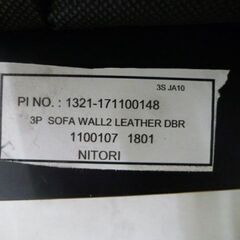 3S JA10
PI NO. : 1321-171100148
3P SOFA WALL2 LEATHER DBR
1100107 1801
NITORI